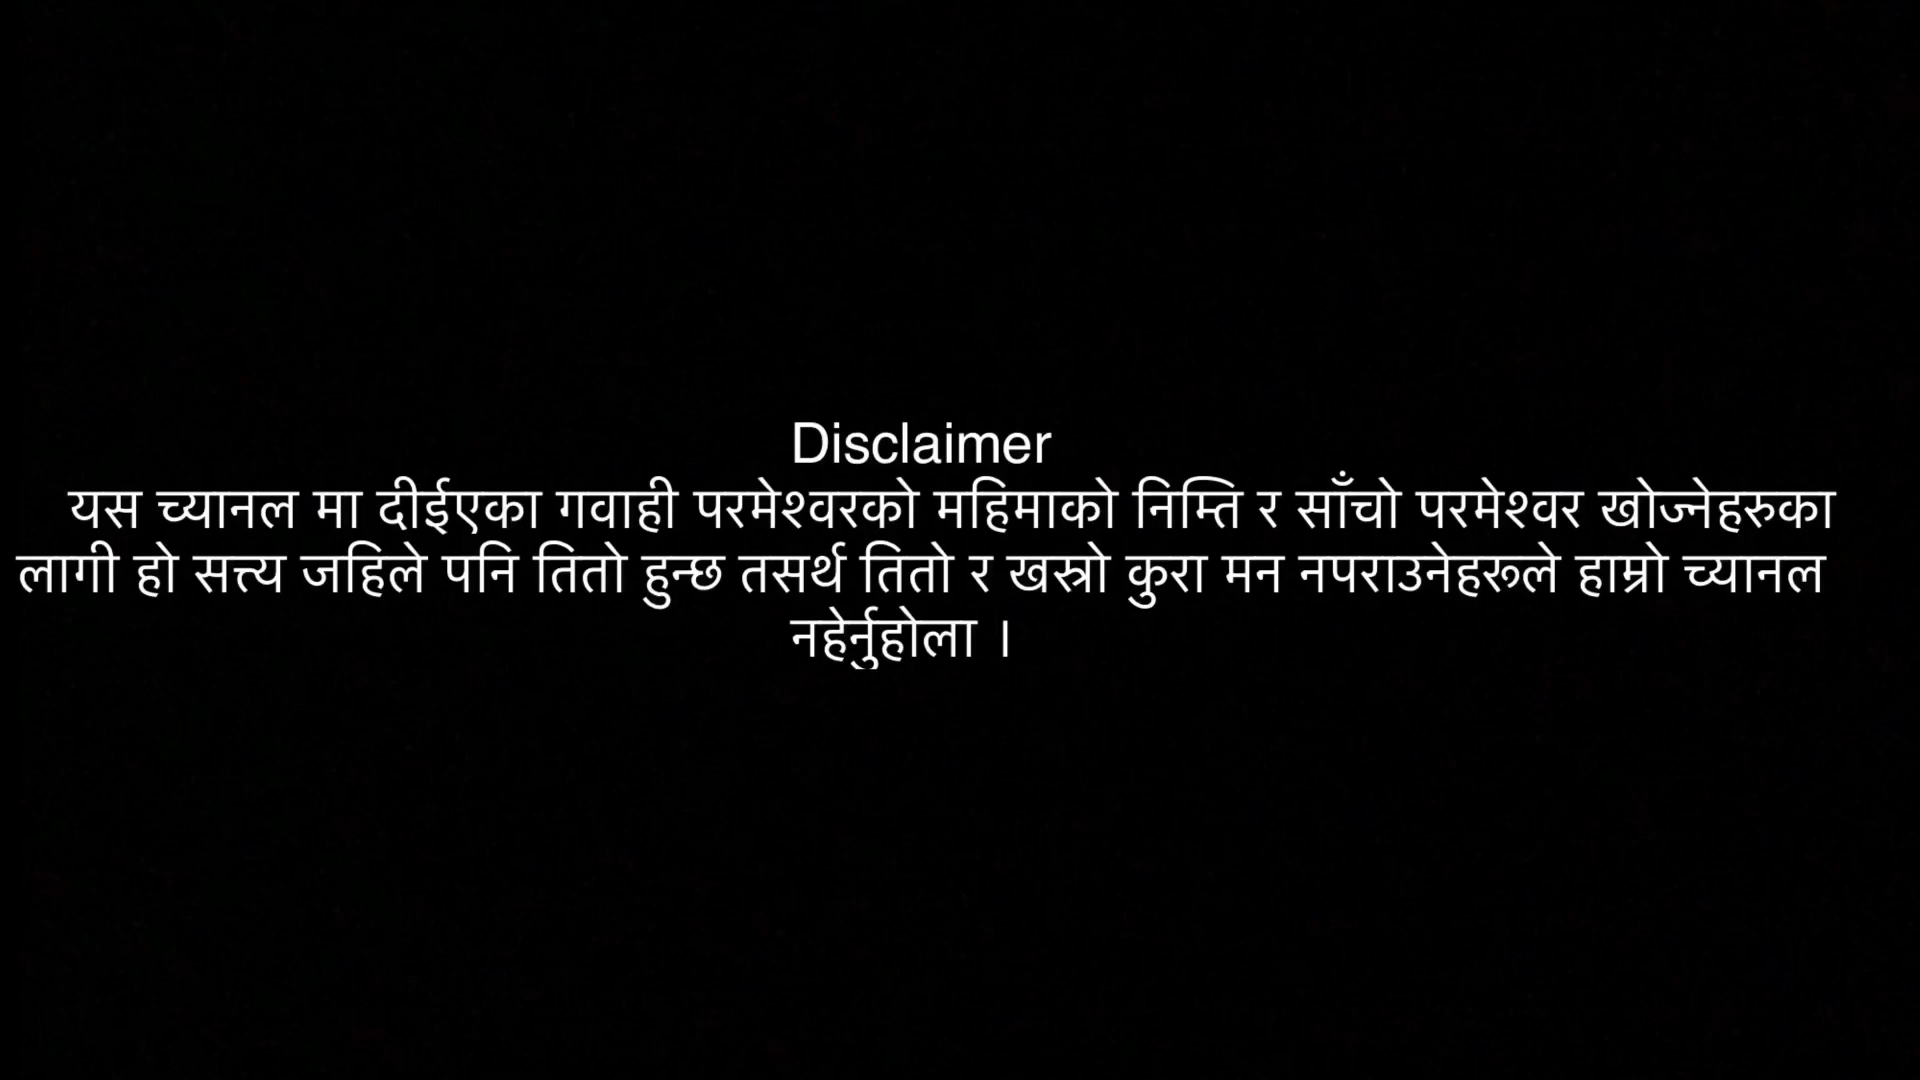 Disclaimer
यस च्यानल मा दीईएका गवाही परमेश्वरको महिमाको निम्ति र साँचो परमेश्वर खोज्नेहरुका
लागी हो सत्त्य जहिले पनि तितो हुन्छ तसर्थ तितो र खस्रो कुरा मन नपराउनेहरूले हाम्रो च्यानल
नहेर्नुहोला ।